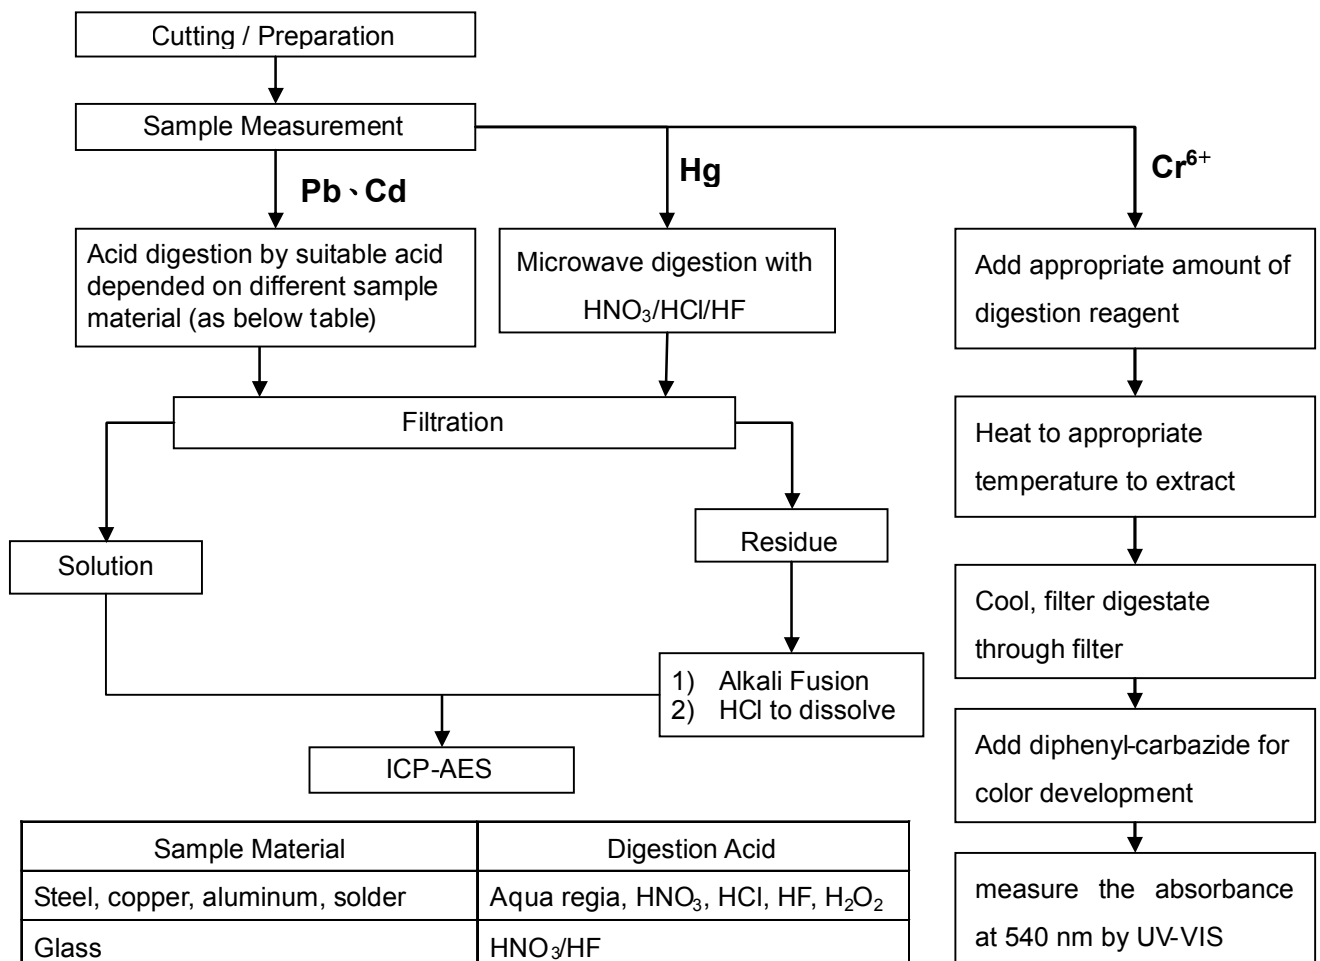 Cutting / Preparation
Sample Measurement
Pb、Cd
Hg
Cr⁶⁺
Acid digestion by suitable acid
depended on different sample
material (as below table)
Microwave digestion with
HNO₃/HCl/HF
Add appropriate amount of
digestion reagent
Filtration
Heat to appropriate
temperature to extract
Solution
Residue
Cool, filter digestate
through filter
1) Alkali Fusion
2) HCl to dissolve
ICP-AES
Add diphenyl-carbazide for
color development
measure the absorbance
at 540 nm by UV-VIS
Sample Material Digestion Acid
Steel, copper, aluminum, solder Aqua regia, HNO₃, HCl, HF, H₂O₂
Glass HNO₃/HF